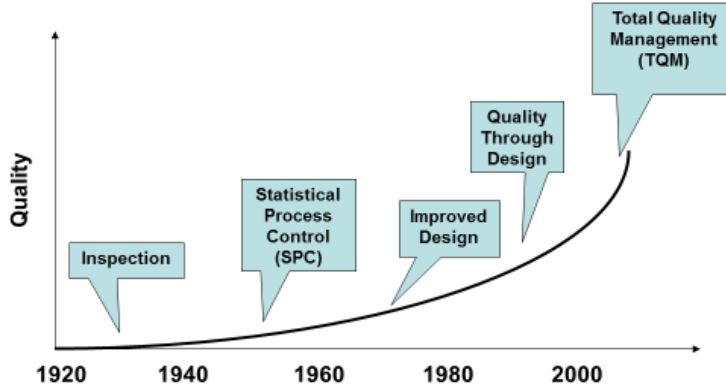 Total Quality
Management
(TQM)
Quality
Through
Design
Statistical
Process
Control
(SPC)
Improved
Design
Inspection
Quality
1920 1940 1960 1980 2000